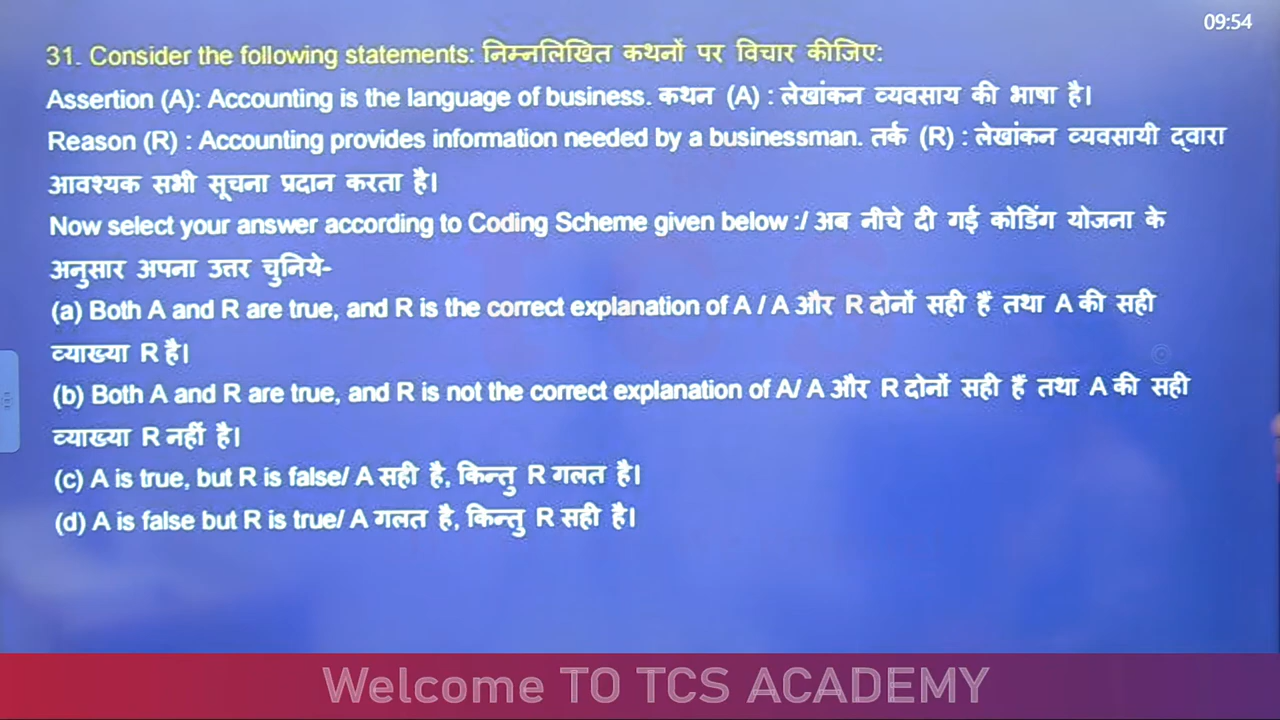 09:54
31. Consider the following statements: निम्नलिखित कथनों पर विचार कीजिए:
Assertion (A): Accounting is the language of business. कथन (A) : लेखांकन व्यवसाय की भाषा है।
Reason (R) : Accounting provides information needed by a businessman. तर्क (R) : लेखांकन व्यवसायी द्वारा
आवश्यक सभी सूचना प्रदान करता है।
Now select your answer according to Coding Scheme given below :/ अब नीचे दी गई कोडिंग योजना के
अनुसार अपना उत्तर चुनिये-
(a) Both A and R are true, and R is the correct explanation of A / A और R दोनों सही हैं तथा A की सही
व्याख्या R है।
(b) Both A and R are true, and R is not the correct explanation of A/ A और R दोनों सही हैं तथा A की सही
व्याख्या R नहीं है।
(c) A is true, but R is false/ A सही है, किन्तु R गलत है।
(d) A is false but R is true/ A गलत है, किन्तु R सही है।
Welcome TO TCS ACADEMY